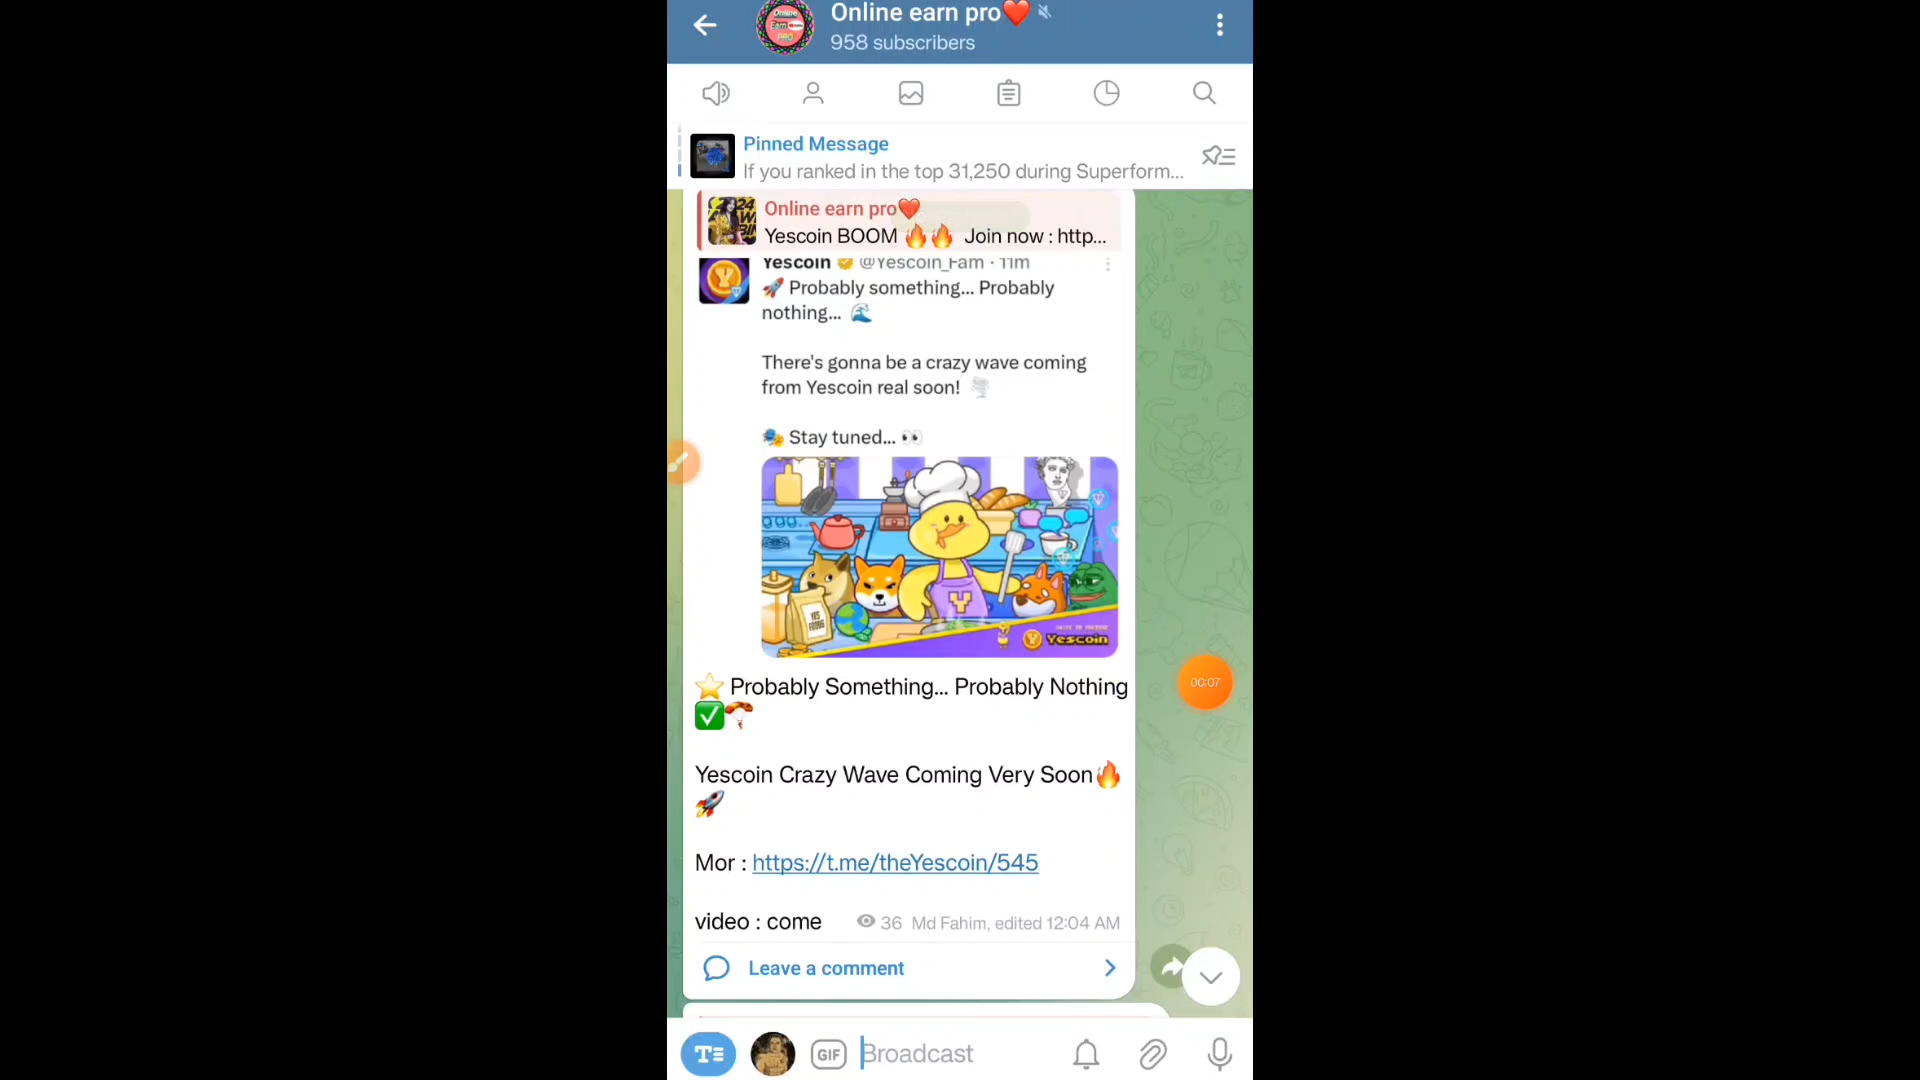 Online earn pro❤️
958 subscribers
Pinned Message
If you ranked in the top 31,250 during Superform...
Online earn pro❤️
Yescoin BOOM 🔥🔥 Join now : http...
Yescoin @Yescoin_Fam · 11m
🚀 Probably something... Probably
nothing... 🌊
There's gonna be a crazy wave coming
from Yescoin real soon! 🌪️
🎭 Stay tuned... 👀
Yescoin
⭐ Probably Something... Probably Nothing
✅🪂
Yescoin Crazy Wave Coming Very Soon🔥
🚀
Mor : https://t.me/theYescoin/545
video : come 36 Md Fahim, edited 12:04 AM
Leave a comment
00:07
GIF Broadcast